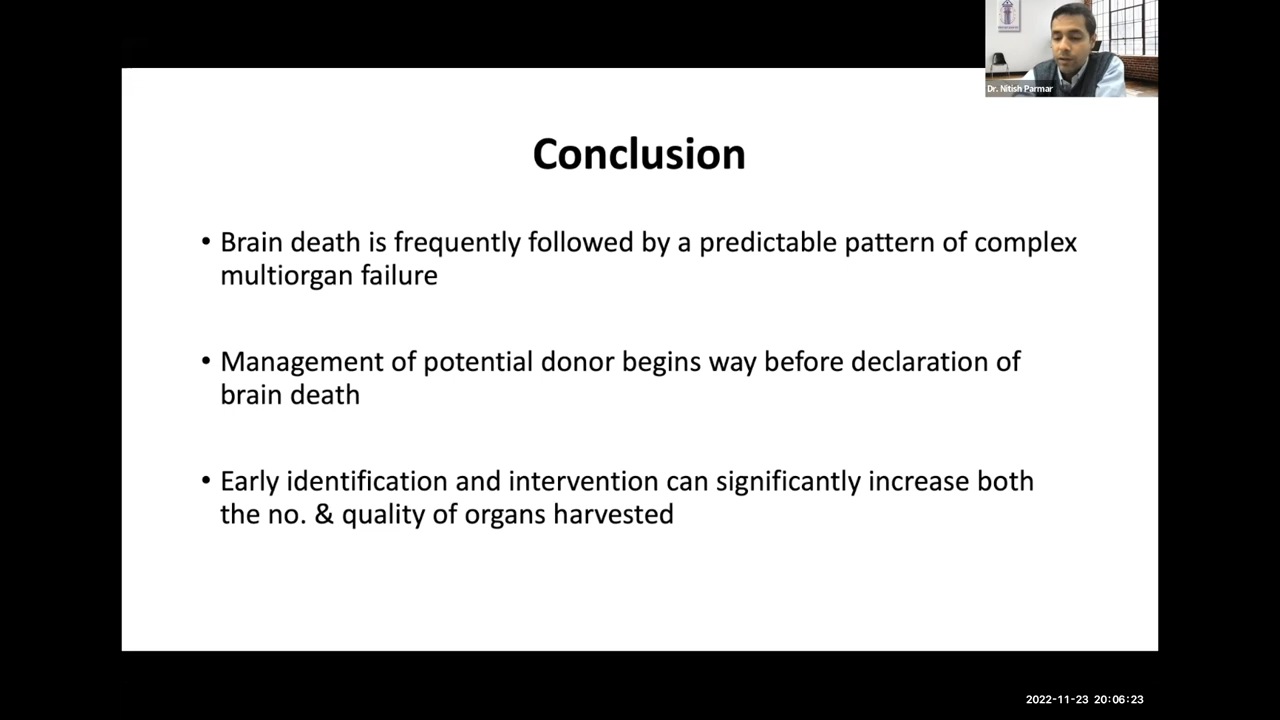 Dr. Nitish Parmar
Conclusion
• Brain death is frequently followed by a predictable pattern of complex
multiorgan failure
• Management of potential donor begins way before declaration of
brain death
• Early identification and intervention can significantly increase both
the no. & quality of organs harvested
2022-11-23 20:06:23